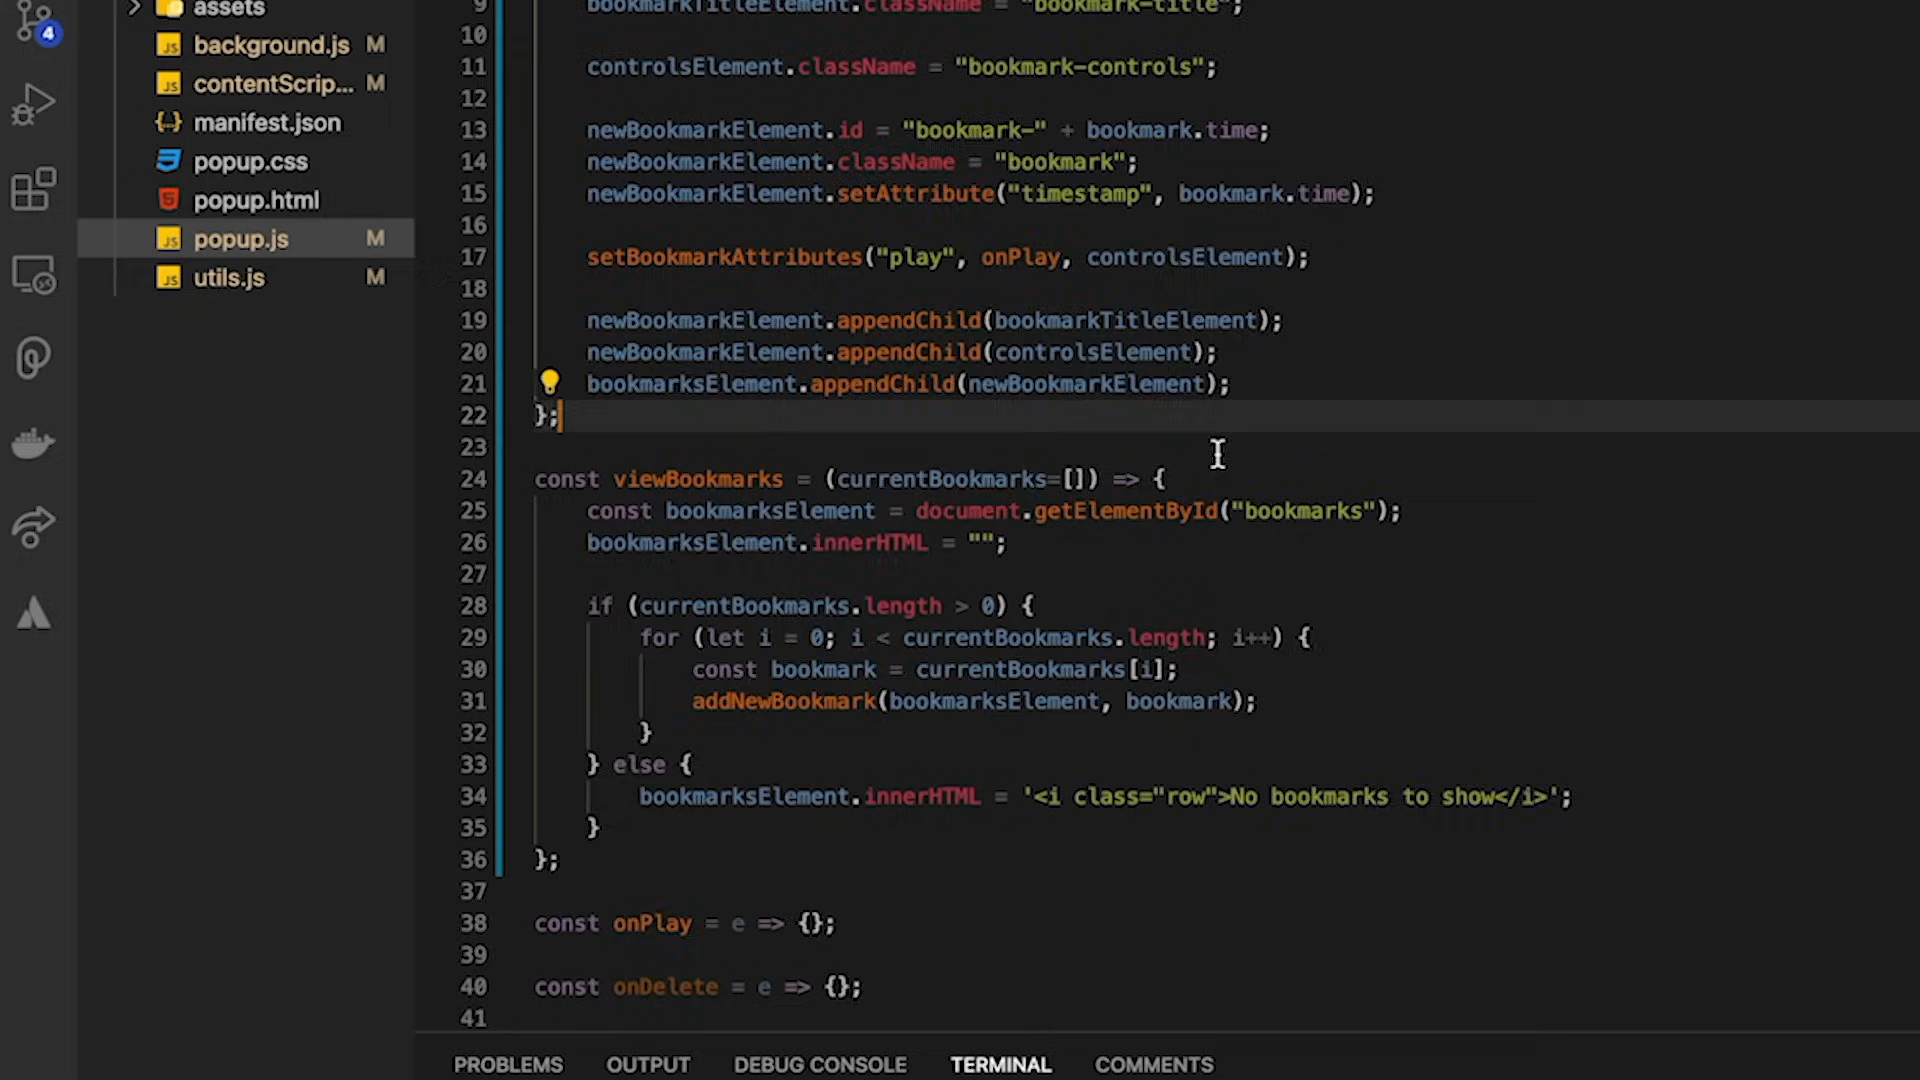 assets
4
background.js M
contentScrip... M
manifest.json
popup.css
popup.html
popup.js M
utils.js M
9 bookmarkTitleElement.className = "bookmark-title";
10
11 controlsElement.className = "bookmark-controls";
12
13 newBookmarkElement.id = "bookmark-" + bookmark.time;
14 newBookmarkElement.className = "bookmark";
15 newBookmarkElement.setAttribute("timestamp", bookmark.time);
16
17 setBookmarkAttributes("play", onPlay, controlsElement);
18
19 newBookmarkElement.appendChild(bookmarkTitleElement);
20 newBookmarkElement.appendChild(controlsElement);
21 bookmarksElement.appendChild(newBookmarkElement);
22 };
23
24 const viewBookmarks = (currentBookmarks=[]) => {
25 const bookmarksElement = document.getElementById("bookmarks");
26 bookmarksElement.innerHTML = "";
27
28 if (currentBookmarks.length > 0) {
29 for (let i = 0; i < currentBookmarks.length; i++) {
30 const bookmark = currentBookmarks[i];
31 addNewBookmark(bookmarksElement, bookmark);
32 }
33 } else {
34 bookmarksElement.innerHTML = '<i class="row">No bookmarks to show</i>';
35 }
36 };
37
38 const onPlay = e => {};
39
40 const onDelete = e => {};
41
PROBLEMS OUTPUT DEBUG CONSOLE TERMINAL COMMENTS